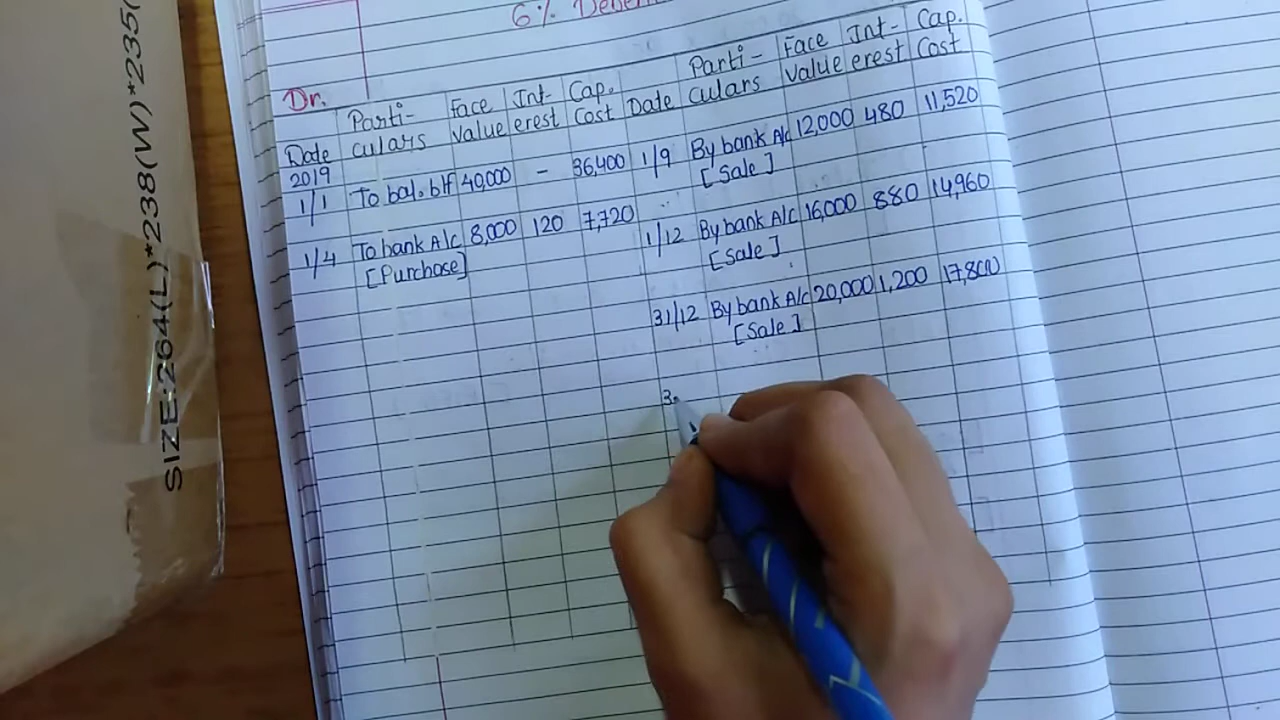 SIZE:264(L)*238(W)*235(
6%
Dr.
Date Parti-culars Face Value Int-erest Cap. Cost Date Parti-culars Face Value Int-erest Cap. Cost
2019
1/1 To bal. b/f 40,000 - 36,400 1/9 By bank A/c 12,000 480 11,520
[Sale]
1/4 To bank A/c 8,000 120 7,720 1/12 By bank A/c 16,000 880 14,960
[Purchase] [Sale]
31/12 By bank A/c 20,000 1,200 17,800
[Sale]
3